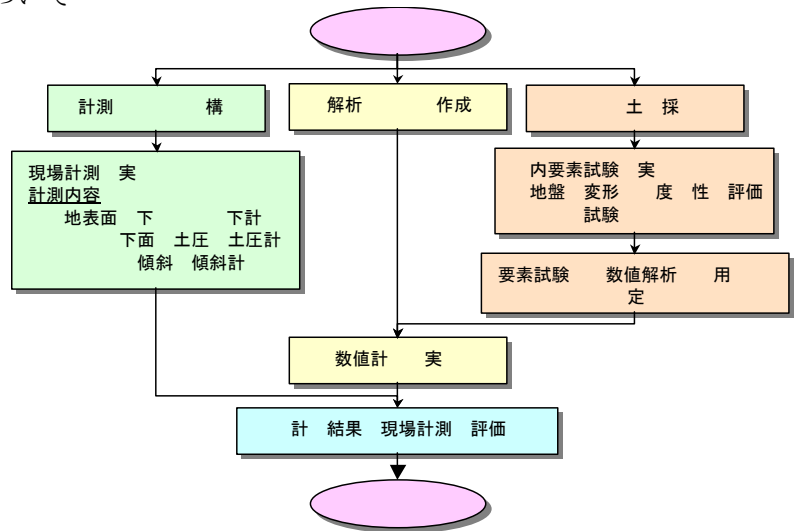 計測 構
解析 作成
土 採
現場計測 実
計測内容
地表面 下 下計
下面 土圧 土圧計
傾斜 傾斜計
内要素試験 実
地盤 変形 度 性 評価
試験
要素試験 数値解析 用
定
数値計 実
計 結果 現場計測 評価